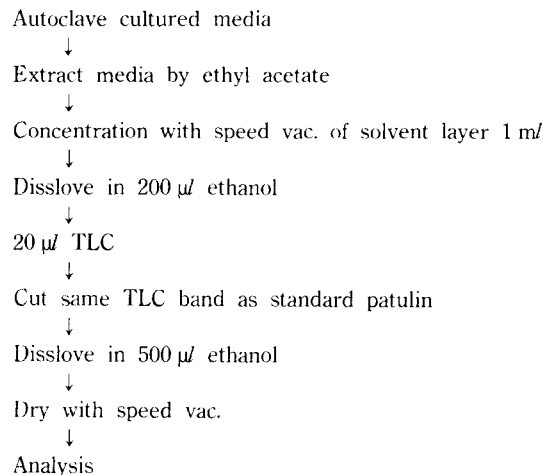 Autoclave cultured media
↓
Extract media by ethyl acetate
↓
Concentration with speed vac. of solvent layer 1 ml
↓
Disslove in 200 μl ethanol
↓
20 μl TLC
↓
Cut same TLC band as standard patulin
↓
Disslove in 500 μl ethanol
↓
Dry with speed vac.
↓
Analysis